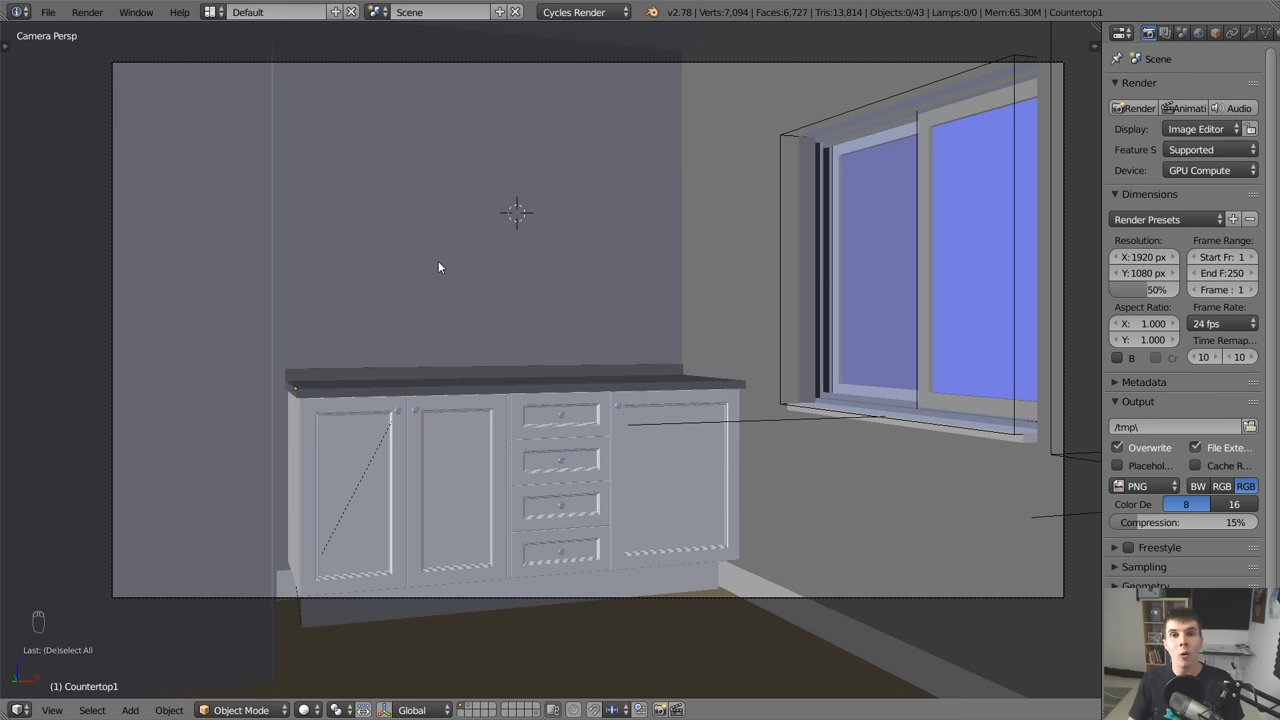 File Render Window Help Default Scene Cycles Render v2.78 | Verts:7,094 | Faces:6,727 | Tris:13,814 | Objects:0/43 | Lamps:0/0 | Mem:65.30M | Countertop1
Camera Persp
Scene
Render
Render Animati Audio
Display: Image Editor
Feature S Supported
Device: GPU Compute
Dimensions
Render Presets
Resolution: Frame Range:
X:1920 px Start Fr: 1
Y:1080 px End F:250
50% Frame : 1
Aspect Ratio: Frame Rate:
X: 1.000 24 fps
Y: 1.000 Time Remap...
B Cr 10 10
Metadata
Output
/tmp\
Overwrite File Exte...
Placehol... Cache R...
PNG BW RGB RGB
Color De 8 16
Compression: 15%
Freestyle
Sampling
Geometry
Last: (De)select All
(1) Countertop1
View Select Add Object Object Mode Global